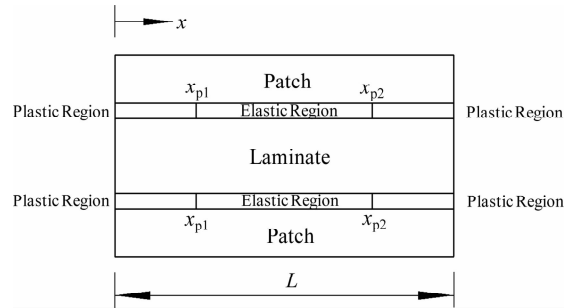 x
Patch
x_p1 x_p2
Plastic Region Elastic Region Plastic Region
Laminate
Plastic Region Elastic Region Plastic Region
x_p1 x_p2
Patch
L